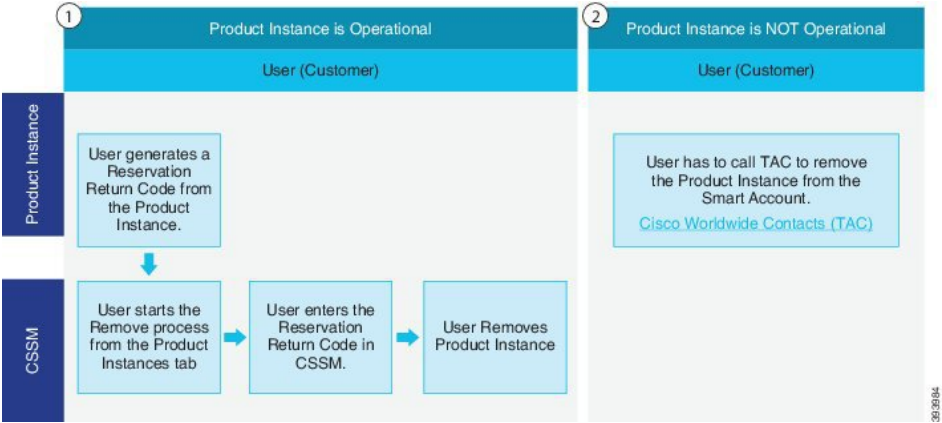 1
Product Instance is Operational
User (Customer)
2
Product Instance is NOT Operational
User (Customer)
Product Instance
User generates a
Reservation
Return Code from
the Product
Instance.
User has to call TAC to remove
the Product Instance from the
Smart Account.
Cisco Worldwide Contacts (TAC)
CSSM
User starts the
Remove process
from the Product
Instances tab
User enters the
Reservation
Return Code in
CSSM.
User Removes
Product Instance
393984